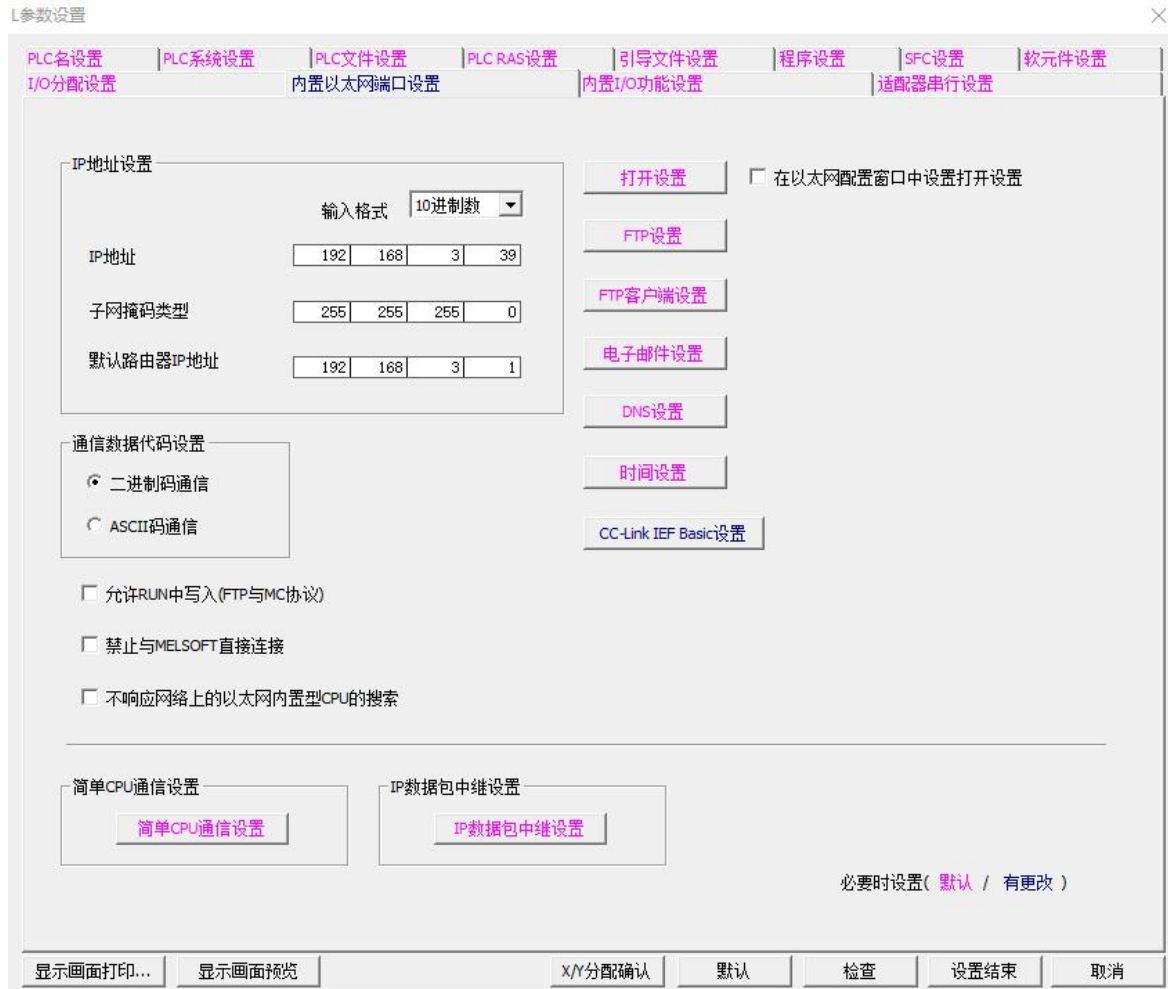 L参数设置
PLC名设置 PLC系统设置 PLC文件设置 PLC RAS设置 引导文件设置 程序设置 SFC设置 软元件设置
I/O分配设置 内置以太网端口设置 内置I/O功能设置 适配器串行设置
IP地址设置
输入格式 10进制数
IP地址 192 168 3 39
子网掩码类型 255 255 255 0
默认路由器IP地址 192 168 3 1
打开设置 在以太网配置窗口中设置打开设置
FTP设置
FTP客户端设置
电子邮件设置
DNS设置
时间设置
CC-Link IEF Basic设置
通信数据代码设置
二进制码通信
ASCII码通信
允许RUN中写入(FTP与MC协议)
禁止与MELSOFT直接连接
不响应网络上的以太网内置型CPU的搜索
简单CPU通信设置
简单CPU通信设置
IP数据包中继设置
IP数据包中继设置
必要时设置( 默认 / 有更改 )
显示画面打印... 显示画面预览 X/Y分配确认 默认 检查 设置结束 取消